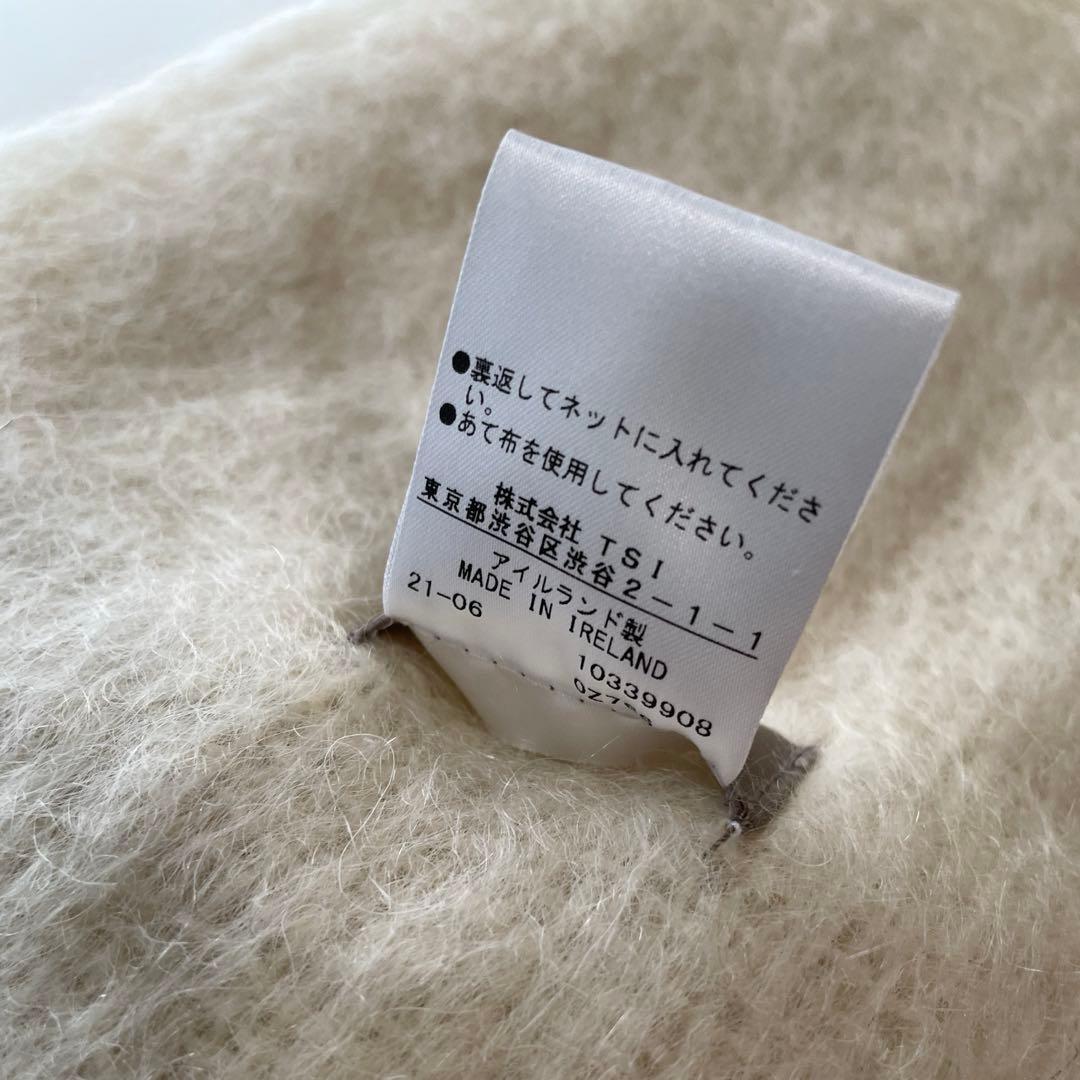 ●裏返してネットに入れてくださ
い。
●あて布を使用してください。
株式会社 TSI
東京都渋谷区渋谷2-1-1
アイルランド製
MADE IN IRELAND
21-06
10339908